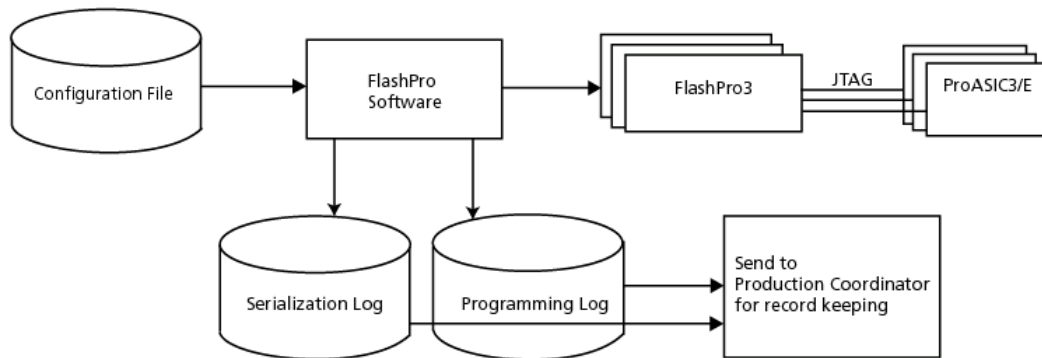 Configuration File
FlashPro
Software
FlashPro3
JTAG
ProASIC3/E
Serialization Log
Programming Log
Send to
Production Coordinator
for record keeping